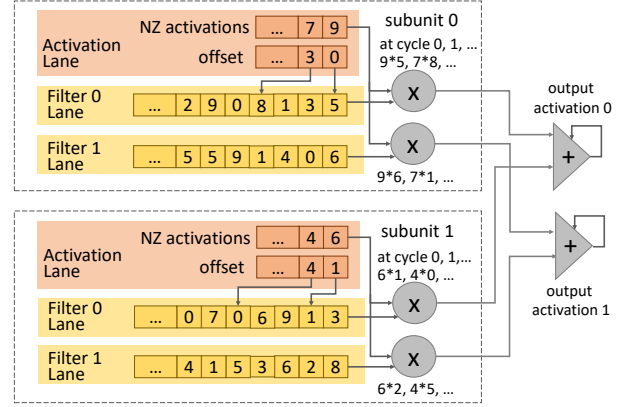 NZ activations ... 7 9
subunit 0
Activation
Lane
offset ... 3 0
at cycle 0, 1, ...
9*5, 7*8, ...
Filter 0
Lane
... 2 9 0 8 1 3 5
X
output
activation 0
Filter 1
Lane
... 5 5 9 1 4 0 6
X
9*6, 7*1, ...
+
NZ activations ... 4 6
subunit 1
Activation
Lane
offset ... 4 1
at cycle 0, 1,...
6*1, 4*0, ...
+
Filter 0
Lane
... 0 7 0 6 9 1 3
X
output
activation 1
Filter 1
Lane
... 4 1 5 3 6 2 8
X
6*2, 4*5, ...